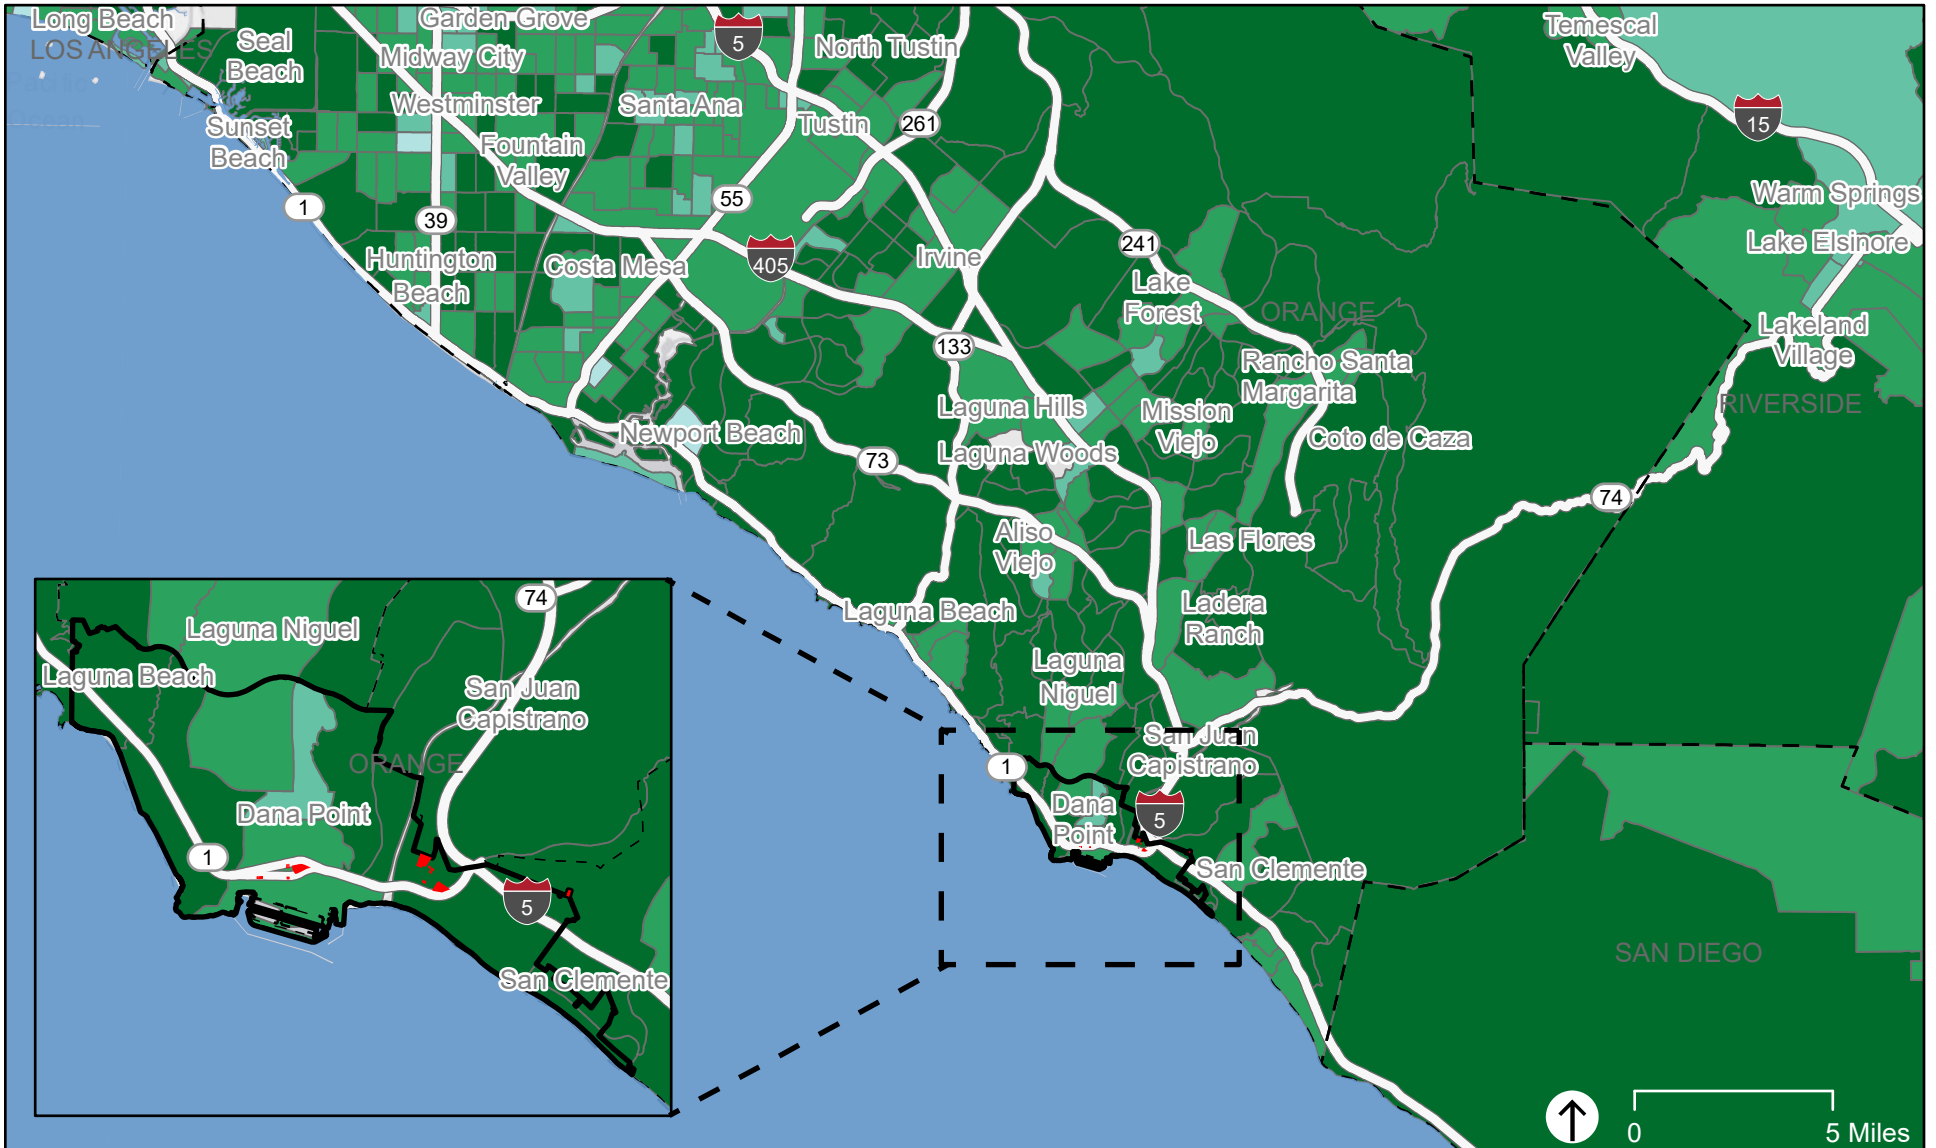 Long Beach
LOS ANGELES
Pacific
Ocean
Seal
Beach
Sunset
Beach
Garden Grove
Midway City
Westminster
Fountain
Valley
Santa Ana
5
North Tustin
Tustin
261
55
1
39
Huntington
Beach
Costa Mesa
405
Irvine
241
Lake
Forest
ORANGE
Temescal
Valley
15
Warm Springs
Lake Elsinore
Lakeland
Village
RIVERSIDE
133
Rancho Santa
Margarita
Laguna Hills
Mission
Viejo
Newport Beach
Laguna Woods
Coto de Caza
73
74
Aliso
Viejo
Las Flores
Laguna Beach
Ladera
Ranch
Laguna
Niguel
San Juan
Capistrano
1
Dana
Point
5
San Clemente
SAN DIEGO
74
Laguna Niguel
Laguna Beach
San Juan
Capistrano
ORANGE
Dana Point
1
5
San Clemente
0
5 Miles